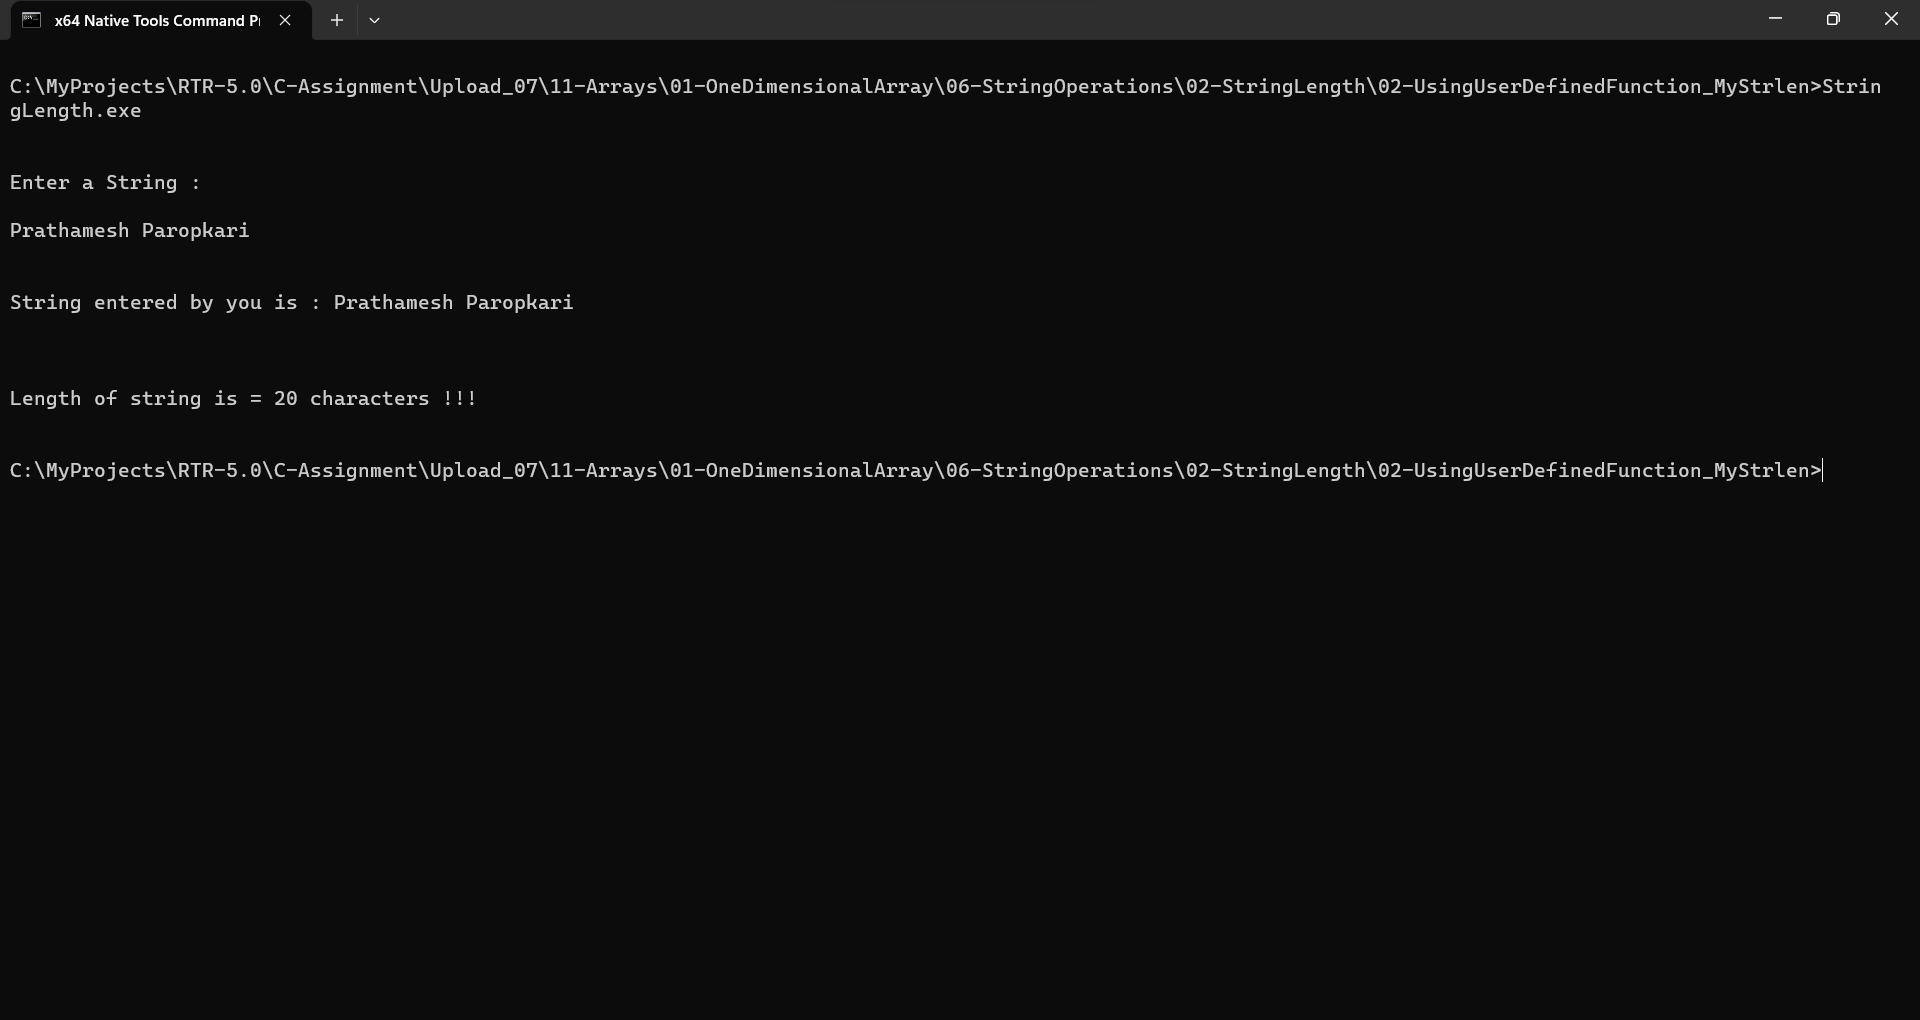 x64 Native Tools Command P
C:\MyProjects\RTR-5.0\C-Assignment\Upload_07\11-Arrays\01-OneDimensionalArray\06-StringOperations\02-StringLength\02-UsingUserDefinedFunction_MyStrlen>Strin
gLength.exe
Enter a String :
Prathamesh Paropkari
String entered by you is : Prathamesh Paropkari
Length of string is = 20 characters !!!
C:\MyProjects\RTR-5.0\C-Assignment\Upload_07\11-Arrays\01-OneDimensionalArray\06-StringOperations\02-StringLength\02-UsingUserDefinedFunction_MyStrlen>